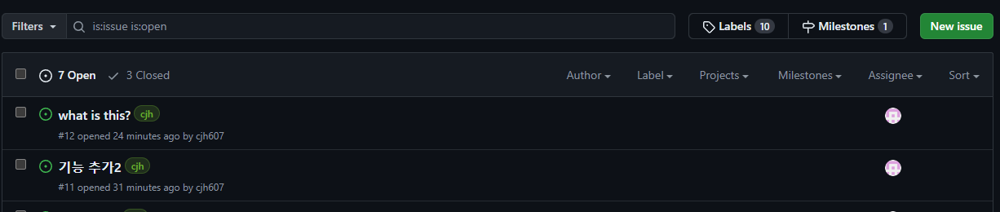 Filters is:issue is:open Labels 10 Milestones 1 New issue
7 Open 3 Closed Author Label Projects Milestones Assignee Sort
what is this? cjh
#12 opened 24 minutes ago by cjh607
기능 추가2 cjh
#11 opened 31 minutes ago by cjh607